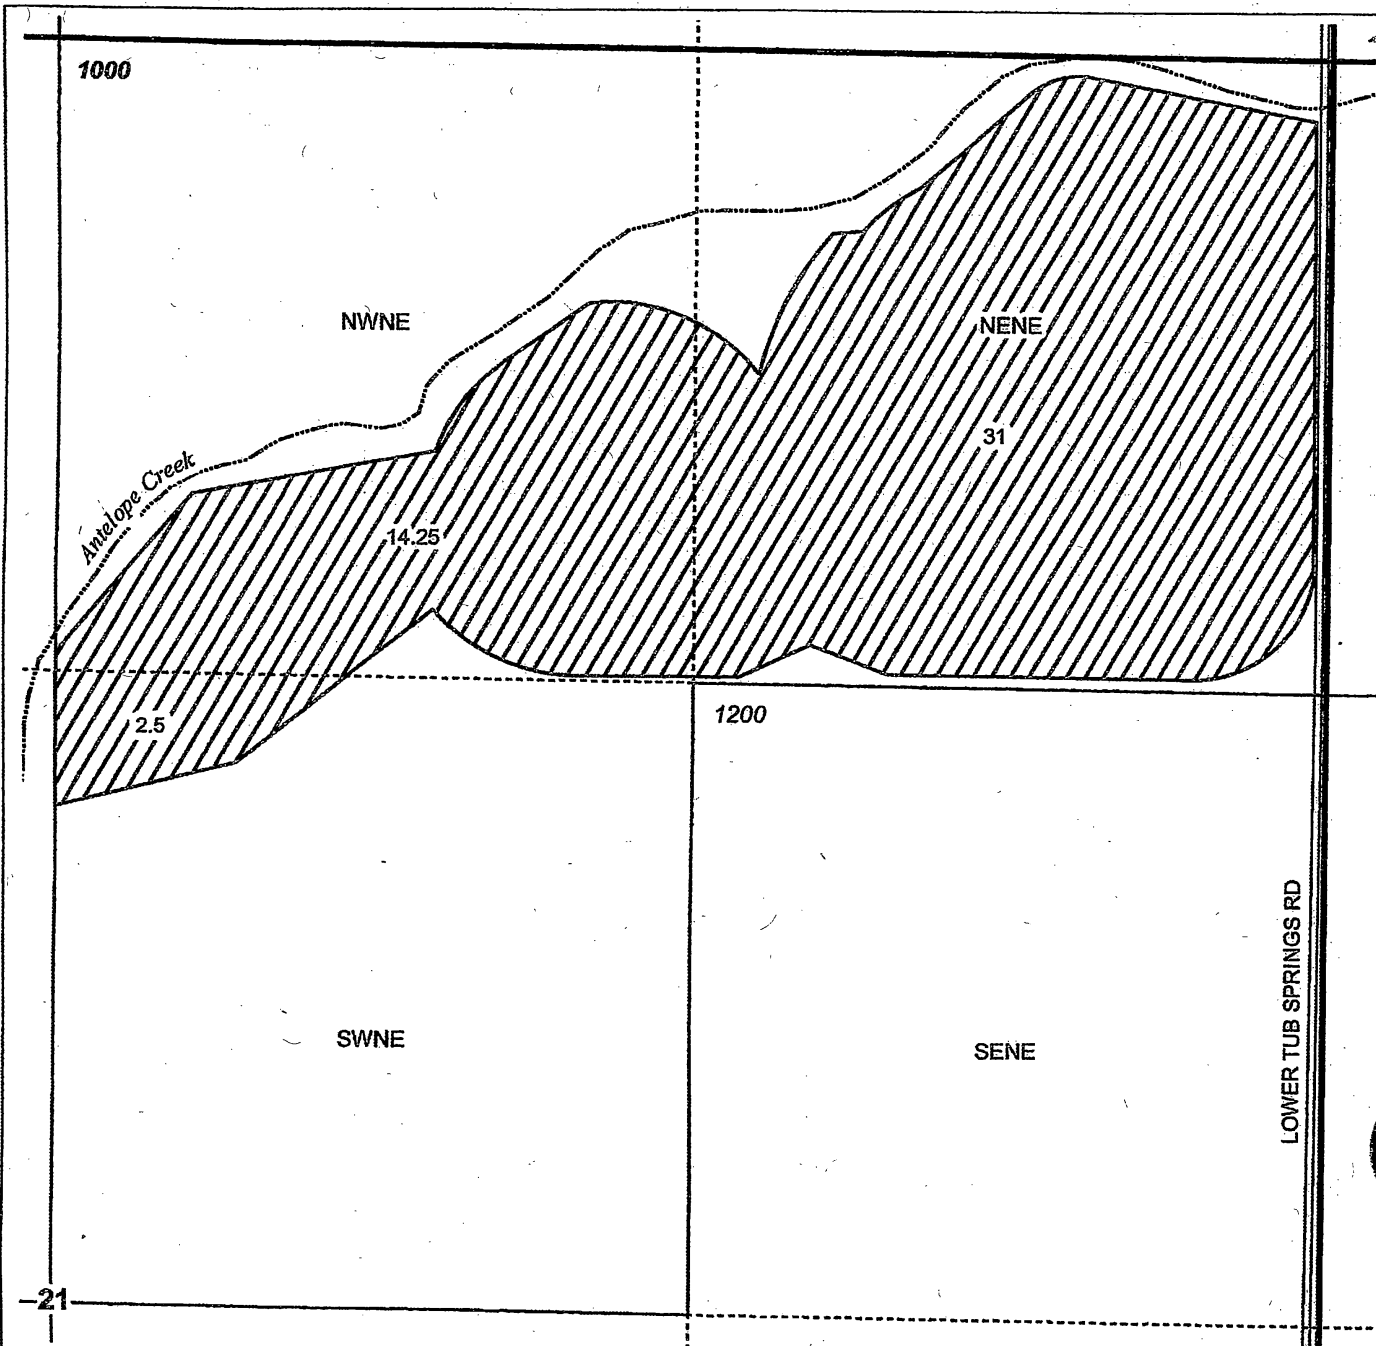 1000
NWNE
NENE
31
Antelope Creek
14.25
2.5
1200
SWNE
SENE
LOWER TUB SPRINGS RD
21